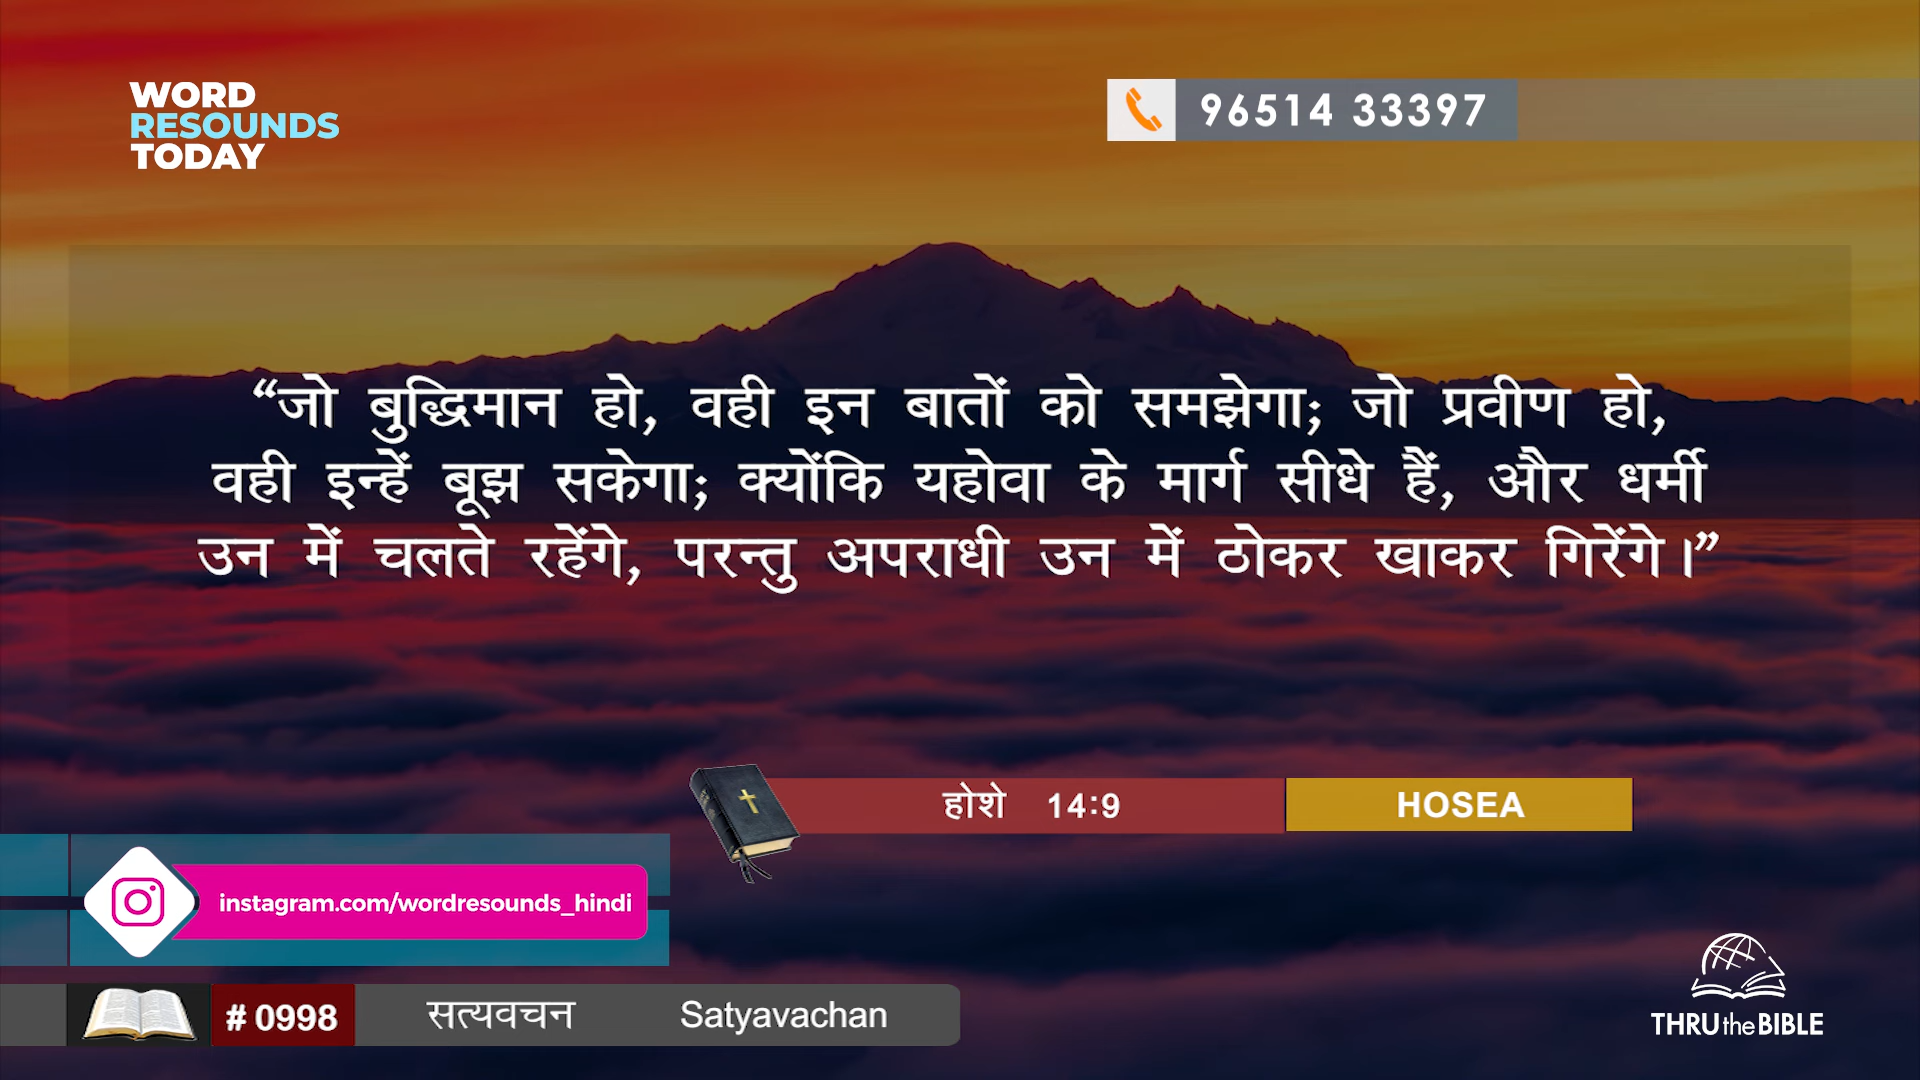 WORD
RESOUNDS
TODAY
96514 33397
“जो बुद्धिमान हो, वही इन बातों को समझेगा; जो प्रवीण हो,
वही इन्हें बूझ सकेगा; क्योंकि यहोवा के मार्ग सीधे हैं, और धर्मी
उन में चलते रहेंगे, परन्तु अपराधी उन में ठोकर खाकर गिरेंगे।”
होशे 14:9 HOSEA
instagram.com/wordresounds_hindi
# 0998 सत्यवचन Satyavachan
THRU the BIBLE